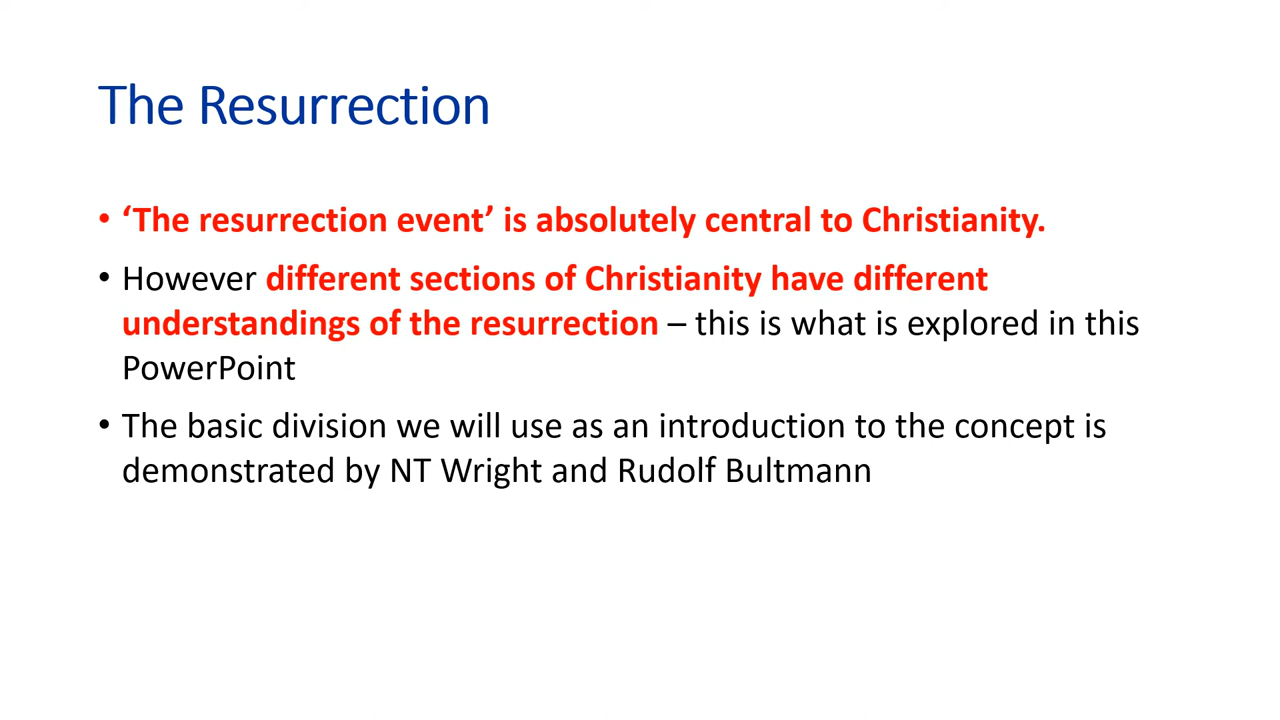 The Resurrection
• ‘The resurrection event’ is absolutely central to Christianity.
• However different sections of Christianity have different
understandings of the resurrection – this is what is explored in this
PowerPoint
• The basic division we will use as an introduction to the concept is
demonstrated by NT Wright and Rudolf Bultmann